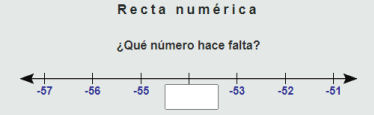 Recta numérica
¿Qué número hace falta?
-57 -56 -55 -53 -52 -51